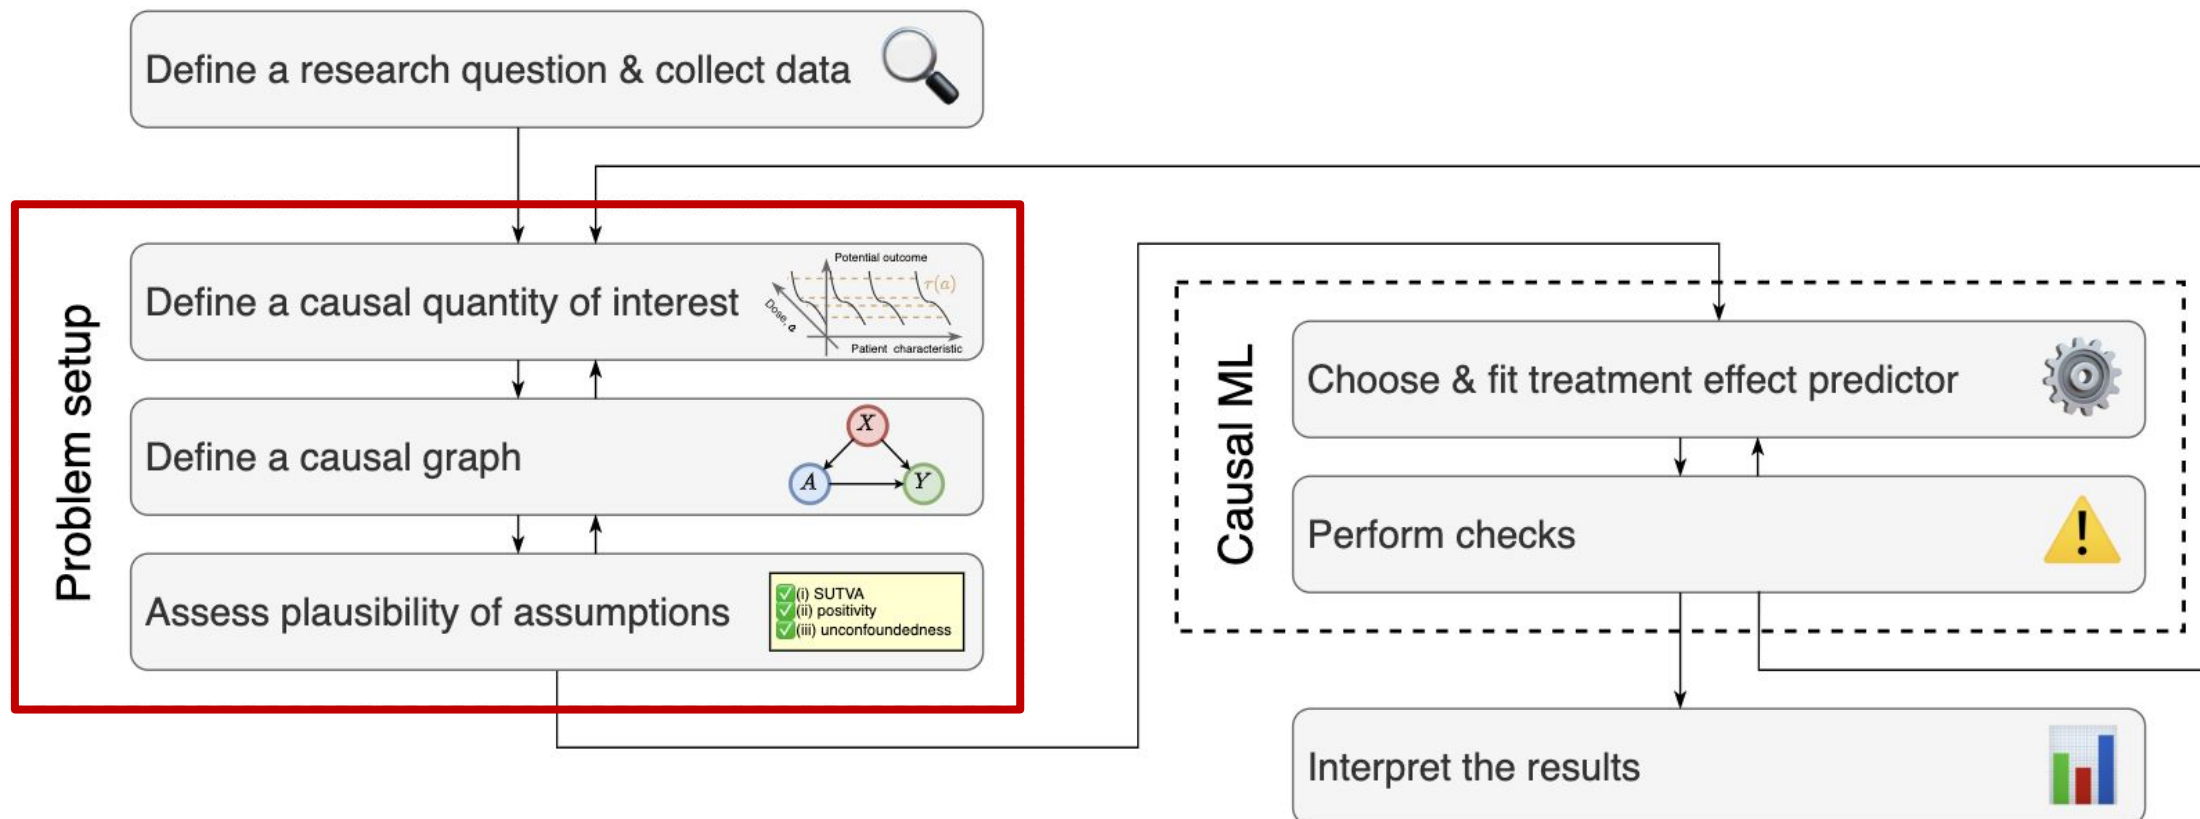 Define a research question & collect data
Problem setup
Define a causal quantity of interest
Potential outcome
τ(a)
Dose, a
Patient characteristic
Define a causal graph
X
A
Y
Assess plausibility of assumptions
(i) SUTVA
(ii) positivity
(iii) unconfoundedness
Causal ML
Choose & fit treatment effect predictor
Perform checks
!
Interpret the results